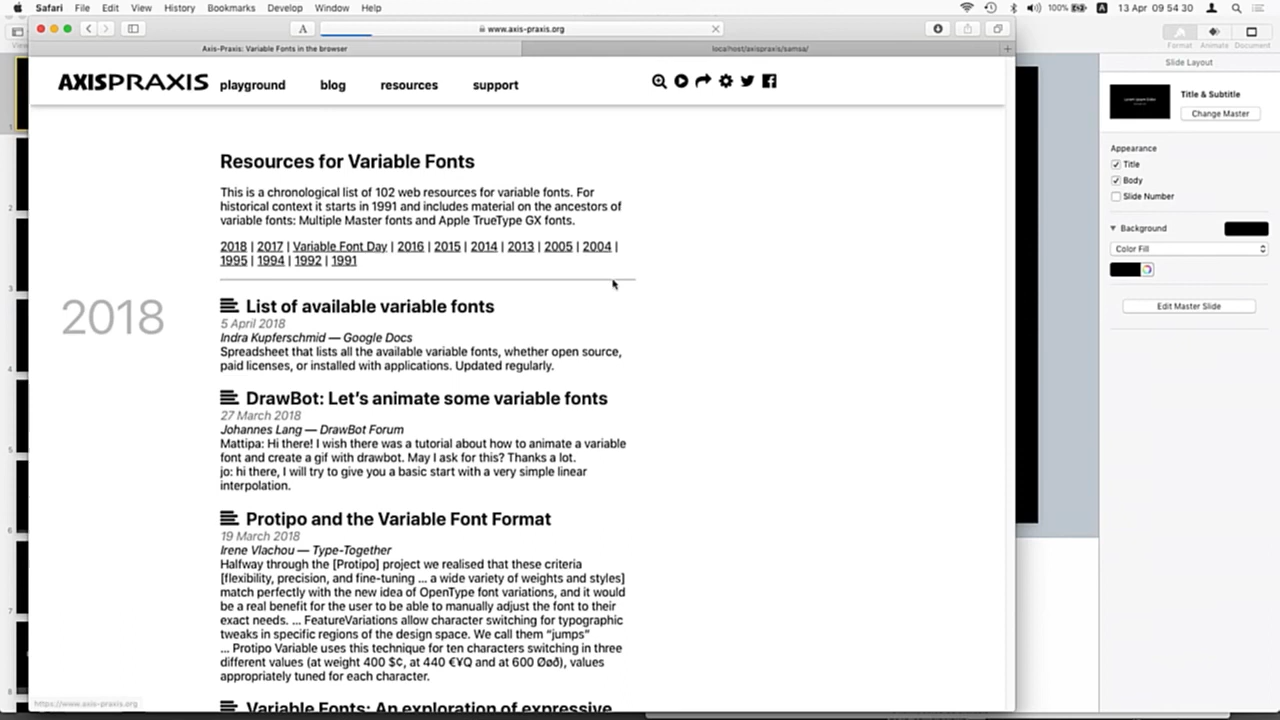 Safari File Edit View History Bookmarks Develop Window Help
100% A 13 Apr 09 54 30
A www.axis-praxis.org
Axis-Praxis: Variable Fonts in the browser
localhost/axispraxis/samsa/
Format Animate Document
Slide Layout
AXISPRAXIS playground blog resources support
Resources for Variable Fonts
This is a chronological list of 102 web resources for variable fonts. For
historical context it starts in 1991 and includes material on the ancestors of
variable fonts: Multiple Master fonts and Apple TrueType GX fonts.
2018 | 2017 | Variable Font Day | 2016 | 2015 | 2014 | 2013 | 2005 | 2004 |
1995 | 1994 | 1992 | 1991
2018
List of available variable fonts
5 April 2018
Indra Kupferschmid — Google Docs
Spreadsheet that lists all the available variable fonts, whether open source,
paid licenses, or installed with applications. Updated regularly.
DrawBot: Let's animate some variable fonts
27 March 2018
Johannes Lang — DrawBot Forum
Mattipa: Hi there! I wish there was a tutorial about how to animate a variable
font and create a gif with drawbot. May I ask for this? Thanks a lot.
jo: hi there, I will try to give you a basic start with a very simple linear
interpolation.
Protipo and the Variable Font Format
19 March 2018
Irene Vlachou — Type-Together
Halfway through the [Protipo] project we realised that these criteria
[flexibility, precision, and fine-tuning ... a wide variety of weights and styles]
match perfectly with the new idea of OpenType font variations, and it would
be a real benefit for the user to be able to manually adjust the font to their
exact needs. ... FeatureVariations allow character switching for typographic
tweaks in specific regions of the design space. We call them "jumps"
... Protipo Variable uses this technique for ten characters switching in three
different values (at weight 400 $¢, at 440 €¥Q and at 600 Øøð), values
appropriately tuned for each character.
Variable Fonts: An exploration of expressive
https://www.axis-praxis.org
Title & Subtitle
Change Master
Appearance
Title
Body
Slide Number
Background
Color Fill
Edit Master Slide
1
2
3
4
5
6
7
8